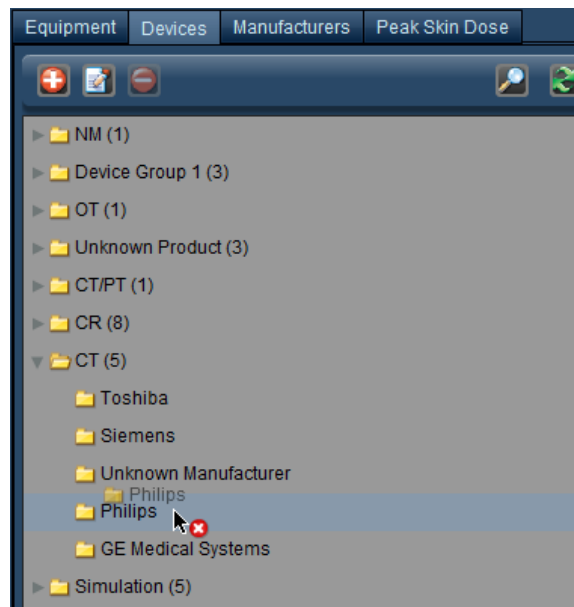 Equipment Devices Manufacturers Peak Skin Dose
NM (1)
Device Group 1 (3)
OT (1)
Unknown Product (3)
CT/PT (1)
CR (8)
CT (5)
Toshiba
Siemens
Unknown Manufacturer
Philips
Philips
GE Medical Systems
Simulation (5)